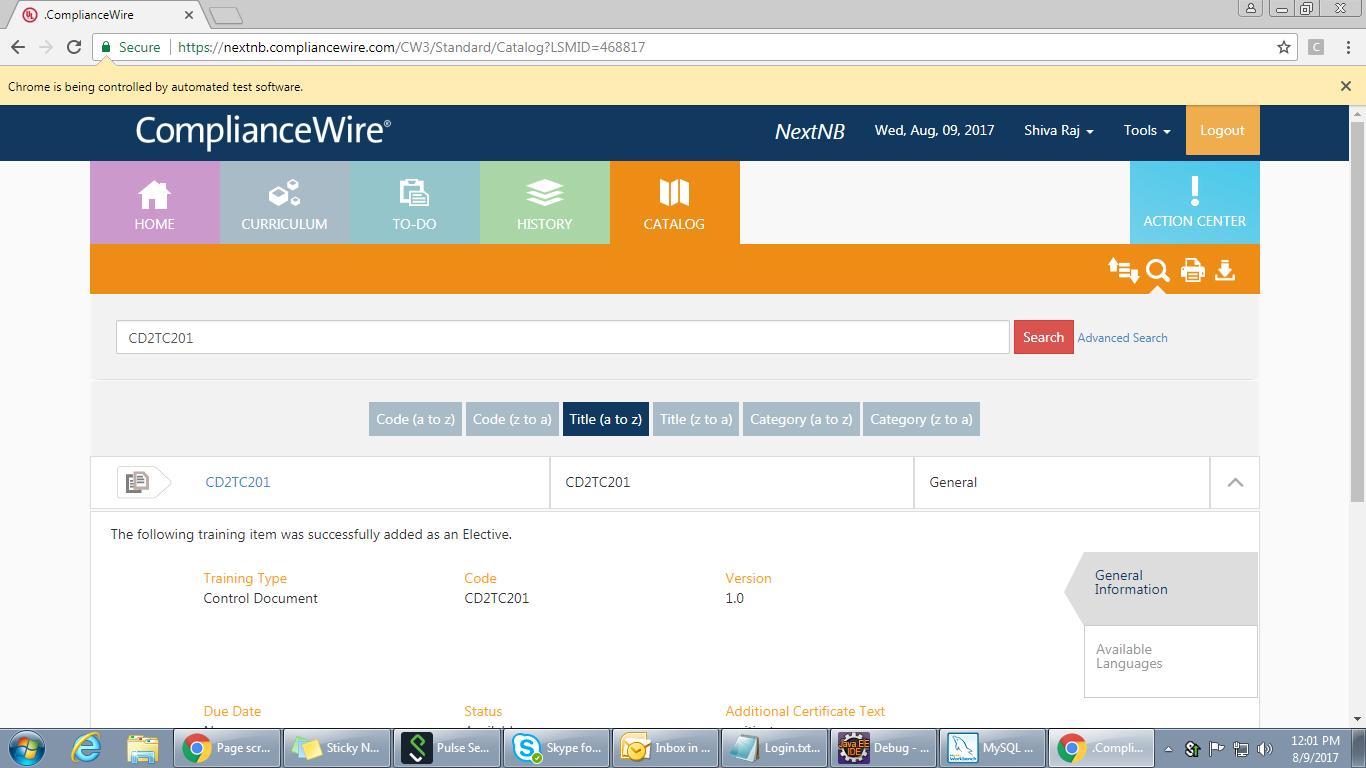 .ComplianceWire
Secure https://nextnb.compliancewire.com/CW3/Standard/Catalog?LSMID=468817
Chrome is being controlled by automated test software.
ComplianceWire®
NextNB
Wed, Aug, 09, 2017
Shiva Raj
Tools
Logout
HOME
CURRICULUM
TO-DO
HISTORY
CATALOG
ACTION CENTER
CD2TC201
Search
Advanced Search
Code (a to z)
Code (z to a)
Title (a to z)
Title (z to a)
Category (a to z)
Category (z to a)
CD2TC201
CD2TC201
General
The following training item was successfully added as an Elective.
Training Type
Code
Version
Control Document
CD2TC201
1.0
General
Information
Available
Languages
Due Date
Status
Additional Certificate Text
Page scr...
Sticky N...
Pulse Se...
Skype fo...
Inbox in ...
Login.txt...
Debug - ...
MySQL ...
.Compli...
12:01 PM
8/9/2017